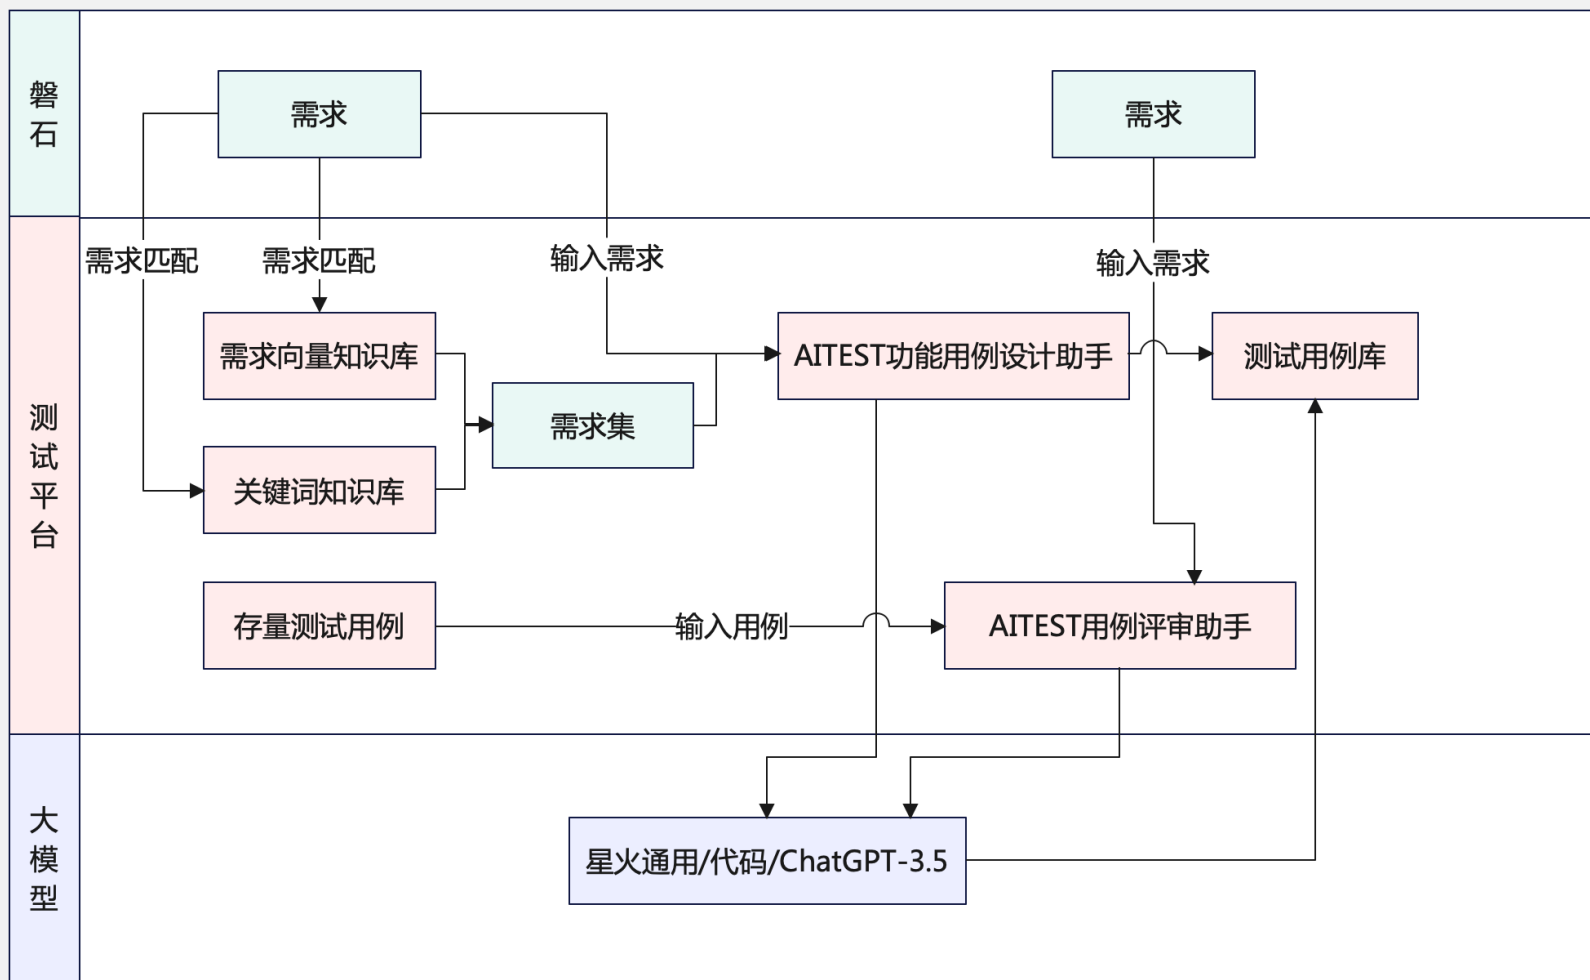 磐石
需求
需求
需求匹配
需求匹配
输入需求
输入需求
测试平台
需求向量知识库
AITEST功能用例设计助手
测试用例库
需求集
关键词知识库
存量测试用例
输入用例
AITEST用例评审助手
大模型
星火通用/代码/ChatGPT-3.5